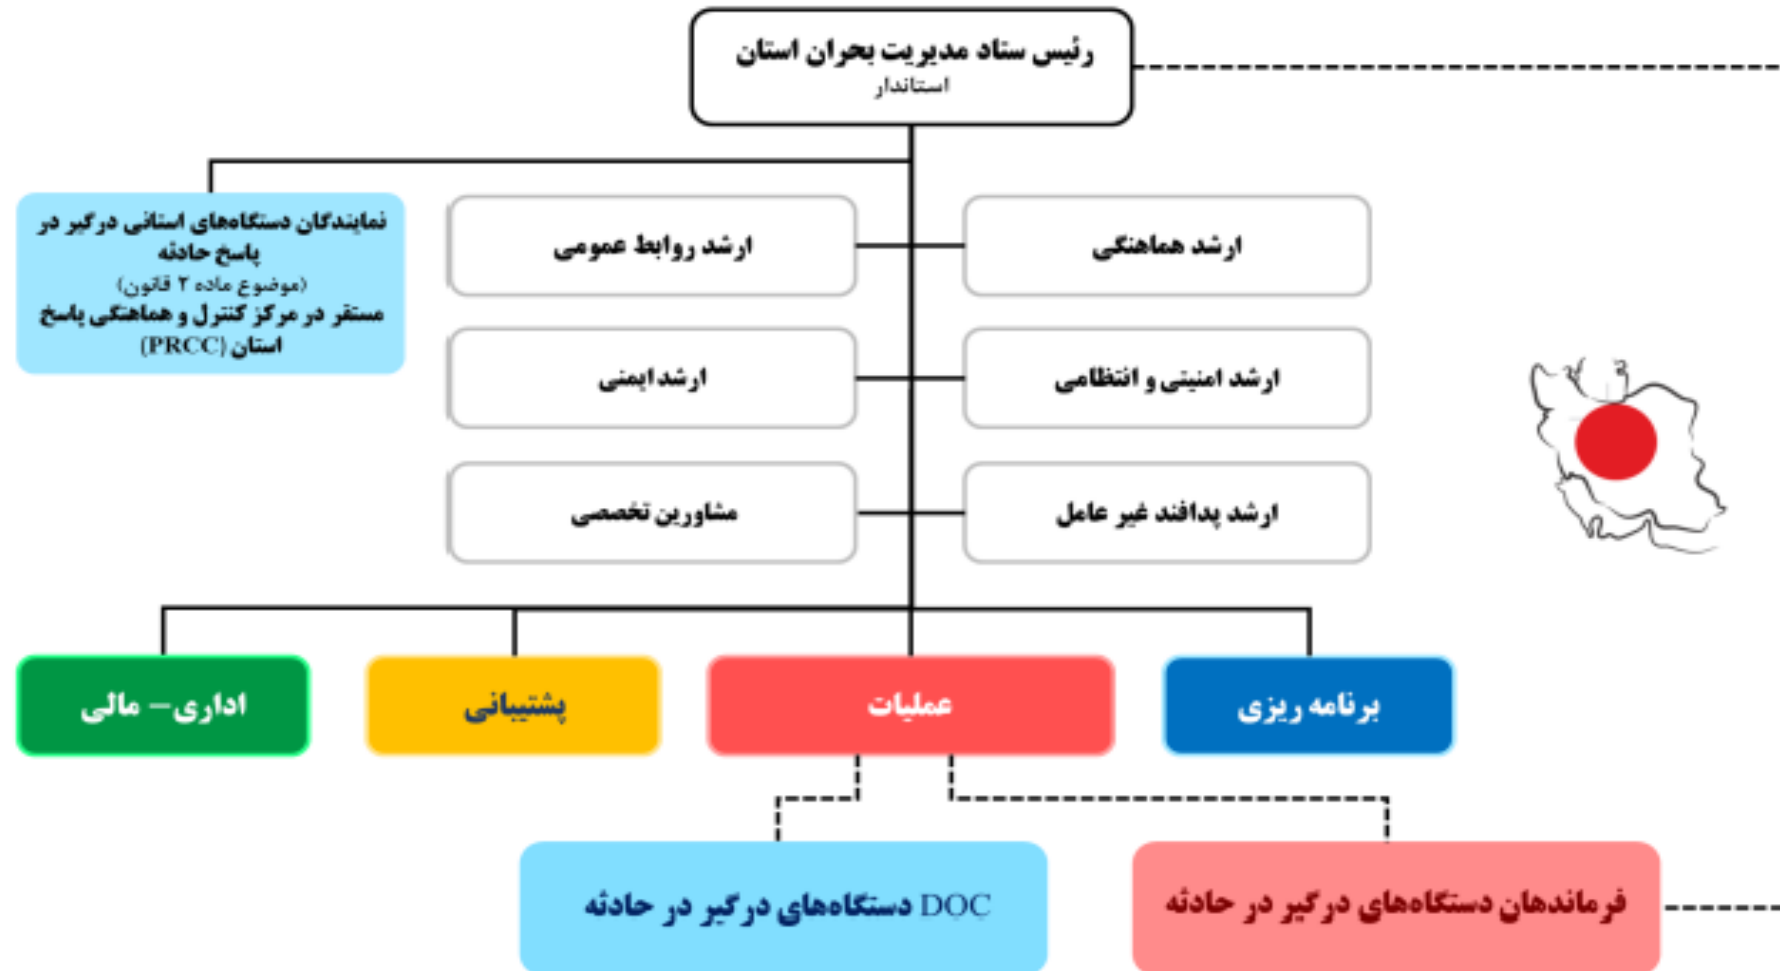 رئیس ستاد مدیریت بحران استان
استاندار
نمایندگان دستگاه‌های استانی درگیر در
پاسخ حادثه
(موضوع ماده ۲ قانون)
مستقر در مرکز کنترل و هماهنگی پاسخ
استان (PRCC)
ارشد هماهنگی
ارشد روابط عمومی
ارشد امنیتی و انتظامی
ارشد ایمنی
ارشد پدافند غیر عامل
مشاورین تخصصی
برنامه ریزی
عملیات
پشتیبانی
اداری– مالی
فرماندهان دستگاه‌های درگیر در حادثه
DOC دستگاه‌های درگیر در حادثه